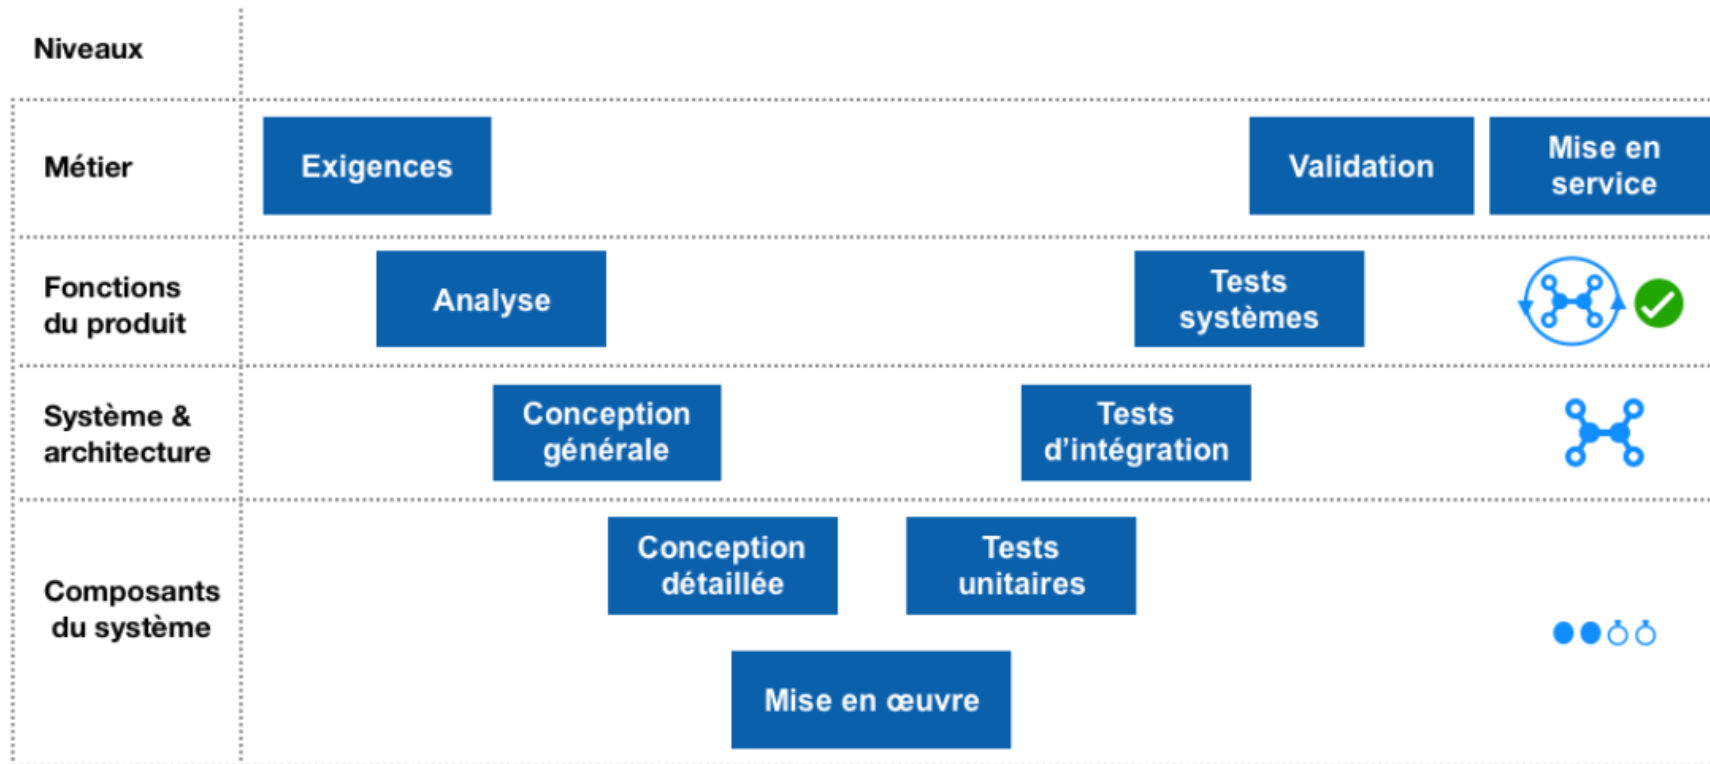 Niveaux
Métier
Exigences
Validation
Mise en
service
Fonctions
du produit
Analyse
Tests
systèmes
Système &
architecture
Conception
générale
Tests
d’intégration
Composants
du système
Conception
détaillée
Tests
unitaires
Mise en œuvre